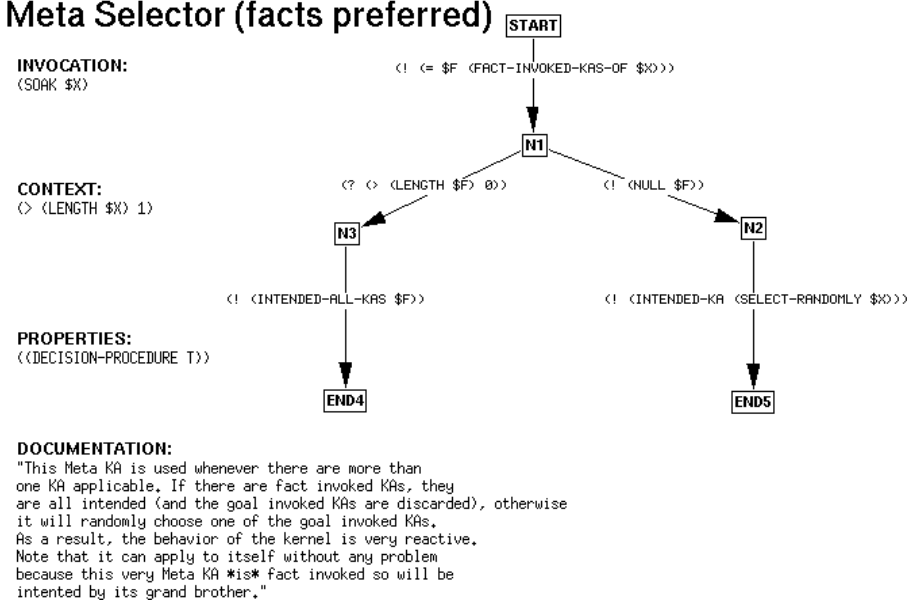 Meta Selector (facts preferred)
START
INVOCATION:
(SOAK $X)
(! (= $F (FACT-INVOKED-KAS-OF $X)))
N1
CONTEXT:
(> (LENGTH $X) 1)
(? (> (LENGTH $F) 0))
(! (NULL $F))
N3
N2
(! (INTENDED-ALL-KAS $F))
(! (INTENDED-KA (SELECT-RANDOMLY $X)))
PROPERTIES:
((DECISION-PROCEDURE T))
END4
END5
DOCUMENTATION:
"This Meta KA is used whenever there are more than
one KA applicable. If there are fact invoked KAs, they
are all intended (and the goal invoked KAs are discarded), otherwise
it will randomly choose one of the goal invoked KAs.
As a result, the behavior of the kernel is very reactive.
Note that it can apply to itself without any problem
because this very Meta KA *is* fact invoked so will be
intented by its grand brother."